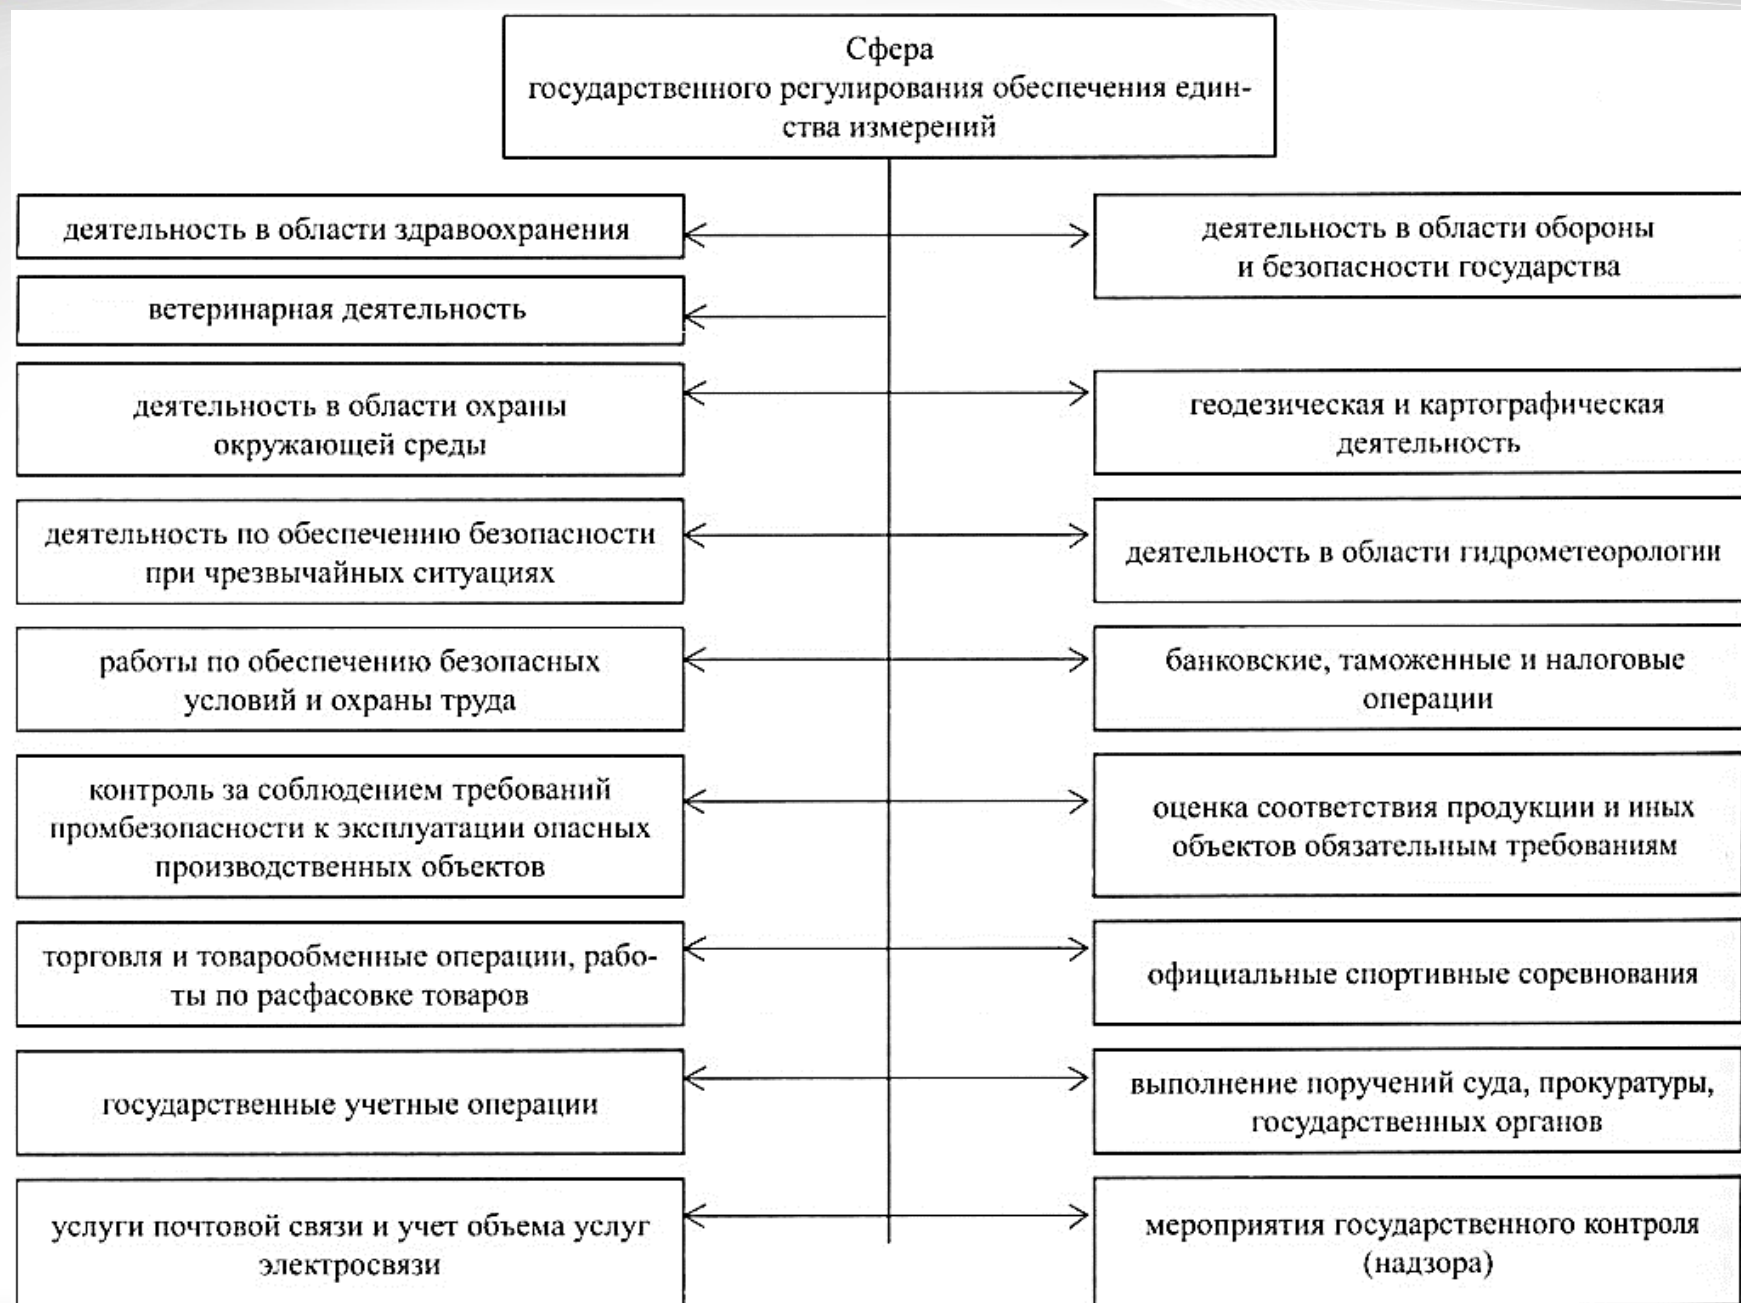 Сфера
государственного регулирования обеспечения един-
ства измерений
деятельность в области здравоохранения
ветеринарная деятельность
деятельность в области охраны
окружающей среды
деятельность по обеспечению безопасности
при чрезвычайных ситуациях
работы по обеспечению безопасных
условий и охраны труда
контроль за соблюдением требований
промбезопасности к эксплуатации опасных
производственных объектов
торговля и товарообменные операции, рабо-
ты по расфасовке товаров
государственные учетные операции
услуги почтовой связи и учет объема услуг
электросвязи
деятельность в области обороны
и безопасности государства
геодезическая и картографическая
деятельность
деятельность в области гидрометеорологии
банковские, таможенные и налоговые
операции
оценка соответствия продукции и иных
объектов обязательным требованиям
официальные спортивные соревнования
выполнение поручений суда, прокуратуры,
государственных органов
мероприятия государственного контроля
(надзора)